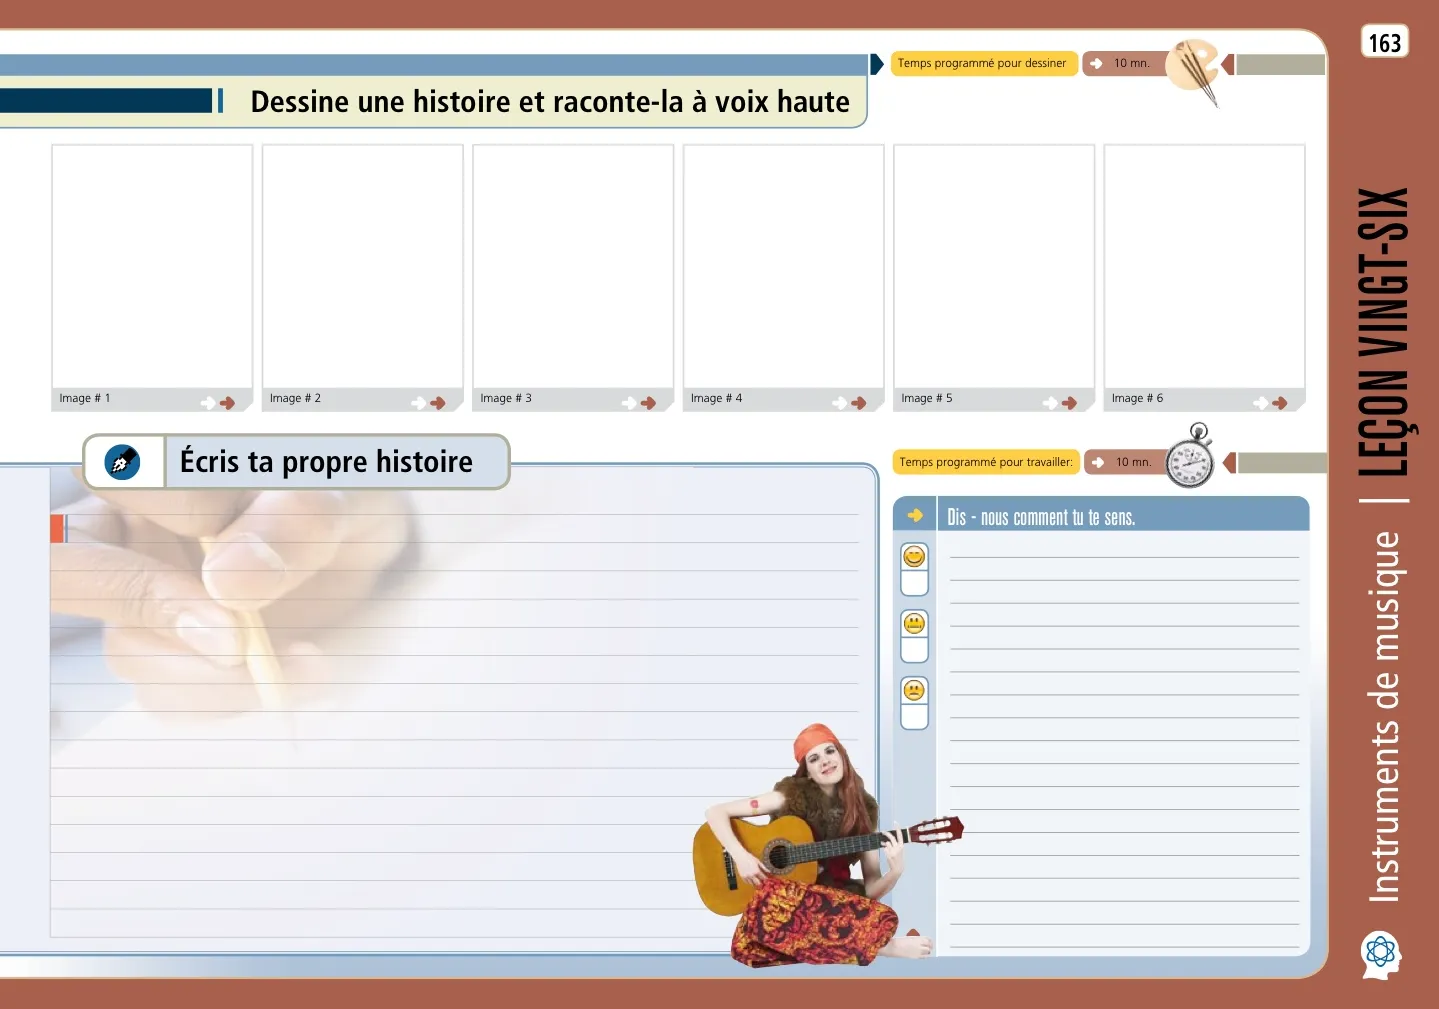 Temps programmé pour dessiner
10 mn.
163
Dessine une histoire et raconte-la à voix haute
Image # 1
Image # 2
Image # 3
Image # 4
Image # 5
Image # 6
Écris ta propre histoire
Temps programmé pour travailler:
10 mn.
Dis - nous comment tu te sens.
LEÇON VINGT-SIX
Instruments de musique